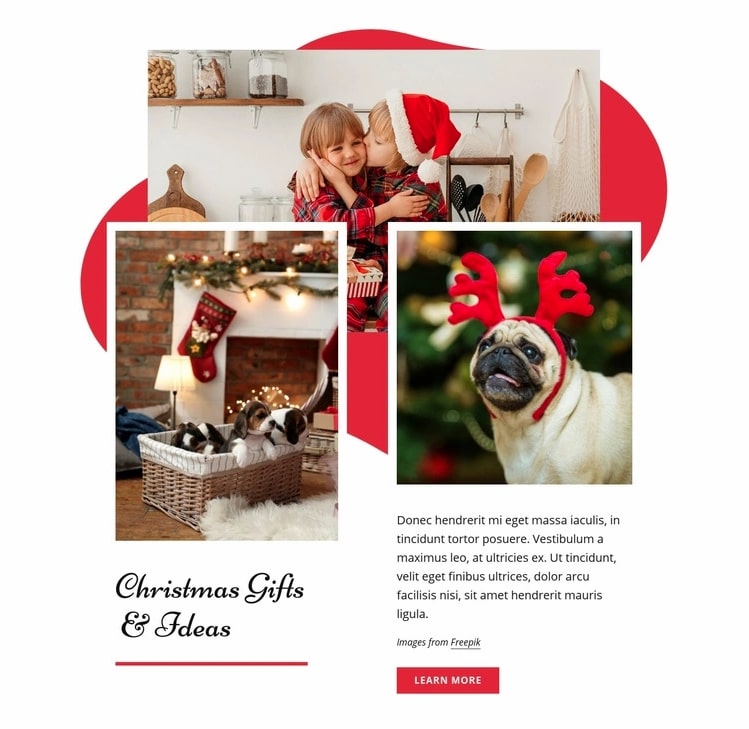 Christmas Gifts
& Ideas
Donec hendrerit mi eget massa iaculis, in
tincidunt tortor posuere. Vestibulum a
maximus leo, at ultricies ex. Ut tincidunt,
velit eget finibus ultrices, dolor arcu
facilisis nisi, sit amet hendrerit mauris
ligula.
Images from Freepik
LEARN MORE